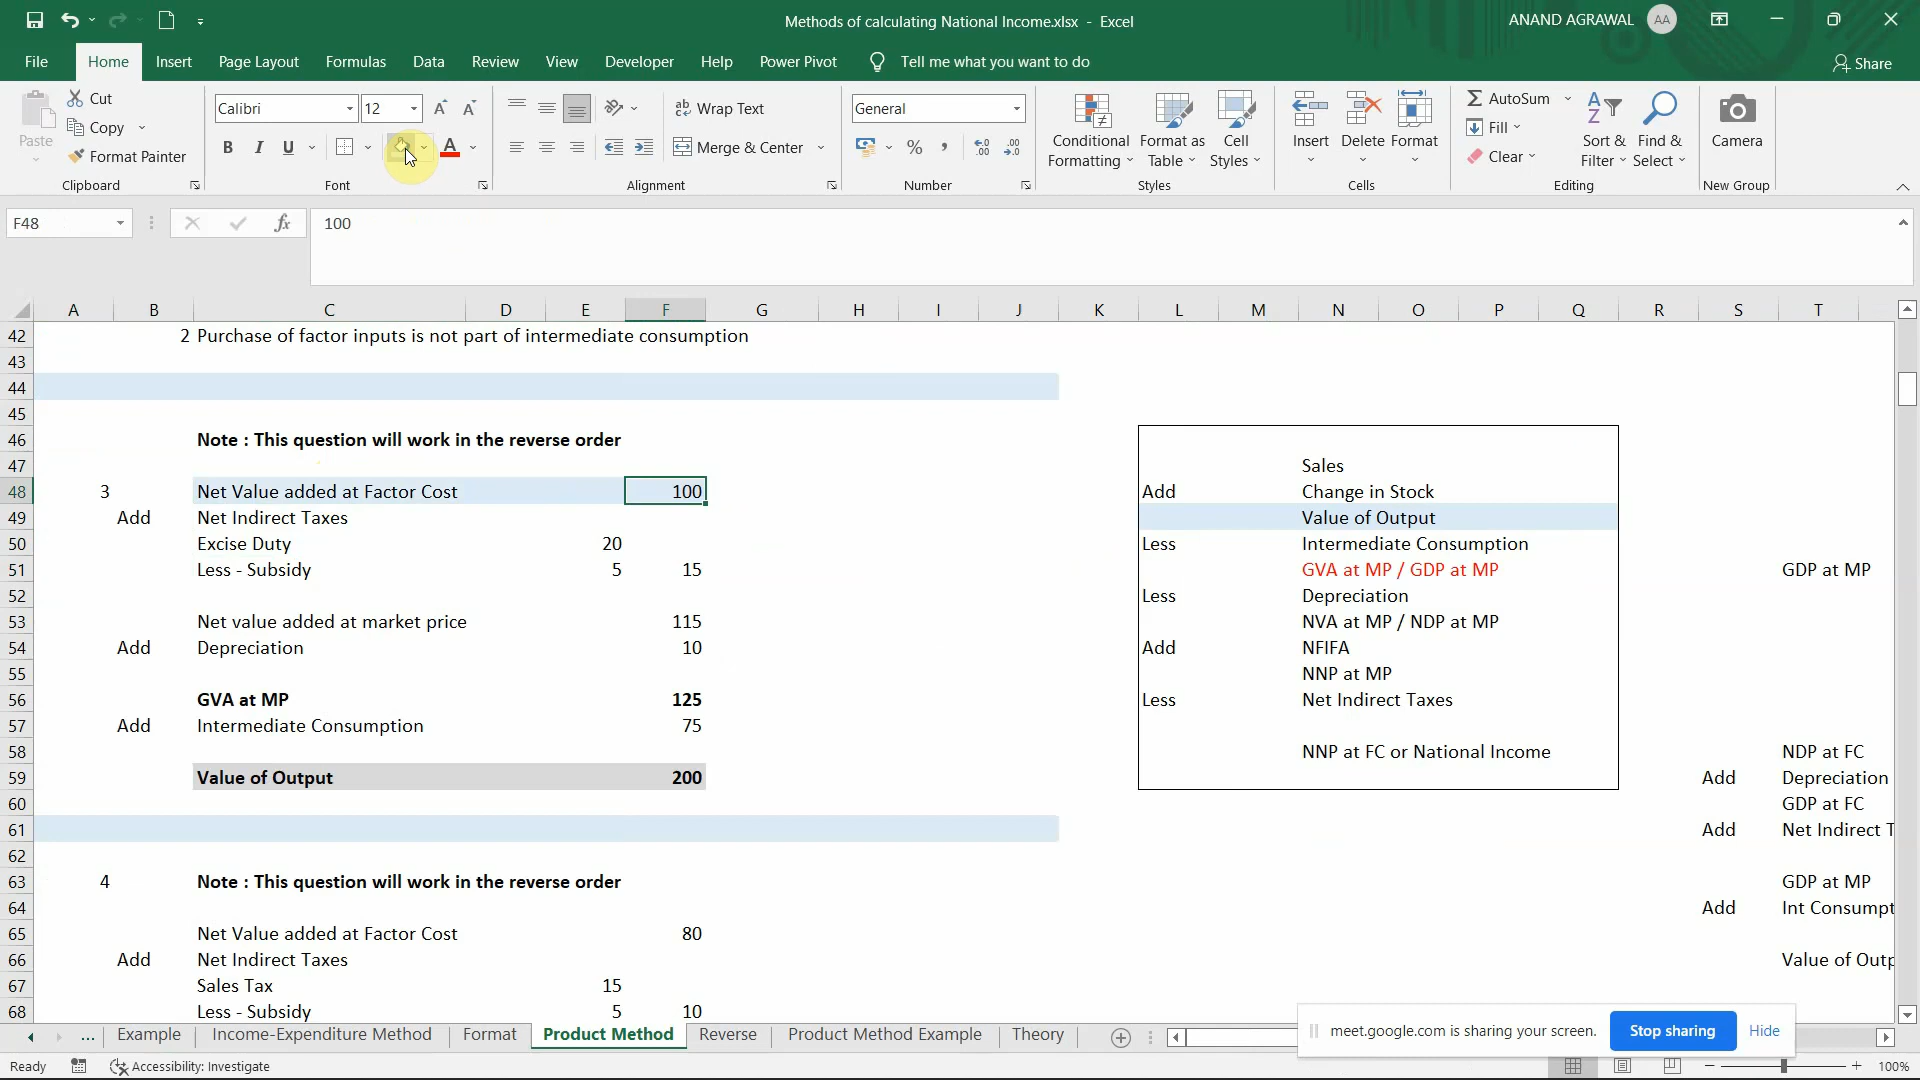 Methods of calculating National Income.xlsx - Excel
ANAND AGRAWAL AA
File Home Insert Page Layout Formulas Data Review View Developer Help Power Pivot Tell me what you want to do Share
Paste Cut Copy Format Painter Clipboard
Calibri 12 A A B I U A Font
Wrap Text Merge & Center Alignment
General % , Number
Conditional Formatting Format as Table Cell Styles Styles
Insert Delete Format Cells
AutoSum Fill Clear Sort & Filter Find & Select Editing
Camera New Group
F48 fx 100
A B C D E F G H I J K L M N O P Q R S T
42 2 Purchase of factor inputs is not part of intermediate consumption
43
44
45
46 Note : This question will work in the reverse order
47 Sales
48 3 Net Value added at Factor Cost 100 Add Change in Stock
49 Add Net Indirect Taxes Value of Output
50 Excise Duty 20 Less Intermediate Consumption
51 Less - Subsidy 5 15 GVA at MP / GDP at MP GDP at MP
52 Less Depreciation
53 Net value added at market price 115 NVA at MP / NDP at MP
54 Add Depreciation 10 Add NFIFA
55 NNP at MP
56 GVA at MP 125 Less Net Indirect Taxes
57 Add Intermediate Consumption 75
58 NNP at FC or National Income NDP at FC
59 Value of Output 200 Add Depreciation
60 GDP at FC
61 Add Net Indirect T
62
63 4 Note : This question will work in the reverse order GDP at MP
64 Add Int Consumpt
65 Net Value added at Factor Cost 80
66 Add Net Indirect Taxes Value of Outp
67 Sales Tax 15
68 Less - Subsidy 5 10
... Example Income-Expenditure Method Format Product Method Reverse Product Method Example Theory
meet.google.com is sharing your screen. Stop sharing Hide
Ready Accessibility: Investigate 100%